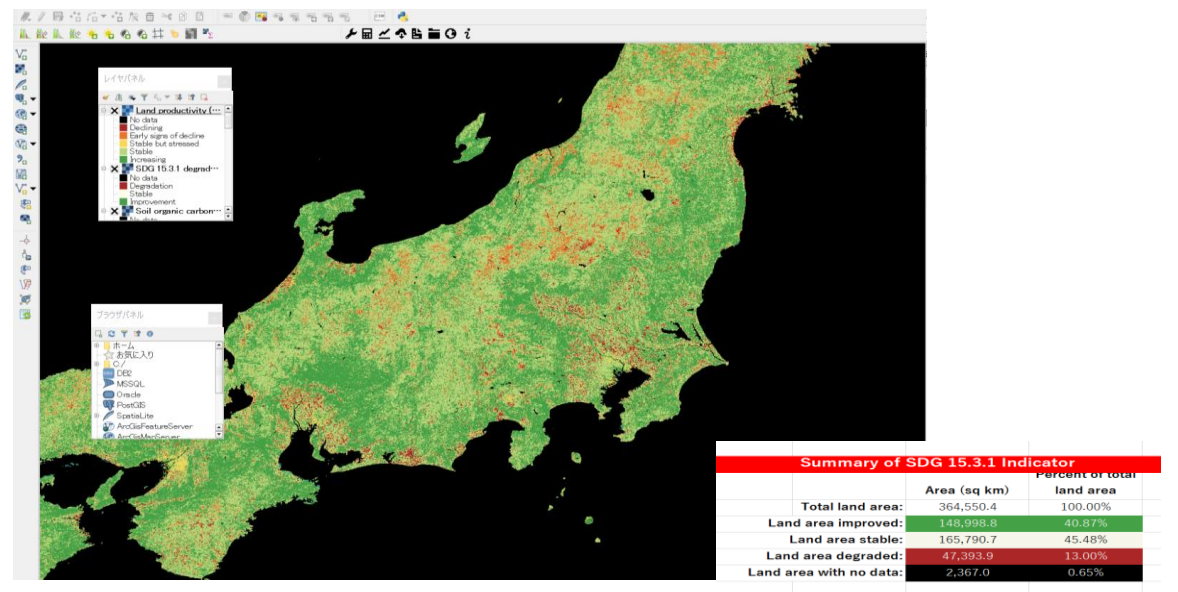 レイヤパネル
Land productivity (…
No data
Declining
Early signs of decline
Stable but stressed
Stable
Increasing
SDG 15.3.1 degrad…
No data
Degradation
Stable
Improvement
Soil organic carbon…
No data
ブラウザパネル
ホーム
お気に入り
C:/
DB2
MSSQL
Oracle
PostGIS
SpatiaLite
ArcGisFeatureServer
ArcGisMapServer
Summary of SDG 15.3.1 Indicator
Area (sq km) Percent of total land area
Total land area: 364,550.4 100.00%
Land area improved: 148,998.8 40.87%
Land area stable: 165,790.7 45.48%
Land area degraded: 47,393.9 13.00%
Land area with no data: 2,367.0 0.65%